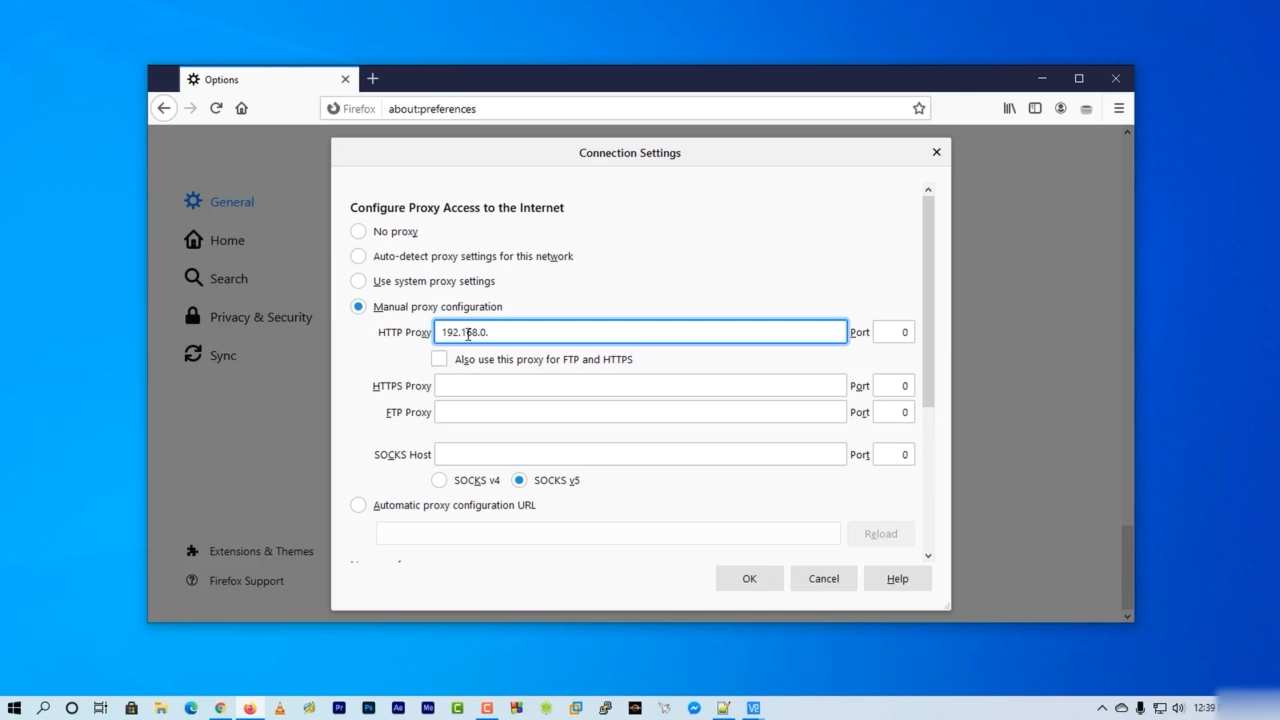 Options
Firefox
about:preferences
Connection Settings
General
Home
Search
Privacy & Security
Sync
Extensions & Themes
Firefox Support
Configure Proxy Access to the Internet
No proxy
Auto-detect proxy settings for this network
Use system proxy settings
Manual proxy configuration
HTTP Proxy 192.168.0. Port 0
Also use this proxy for FTP and HTTPS
HTTPS Proxy Port 0
FTP Proxy Port 0
SOCKS Host Port 0
SOCKS v4 SOCKS v5
Automatic proxy configuration URL
Reload
OK Cancel Help
Pr Ps Ae Me
12:39